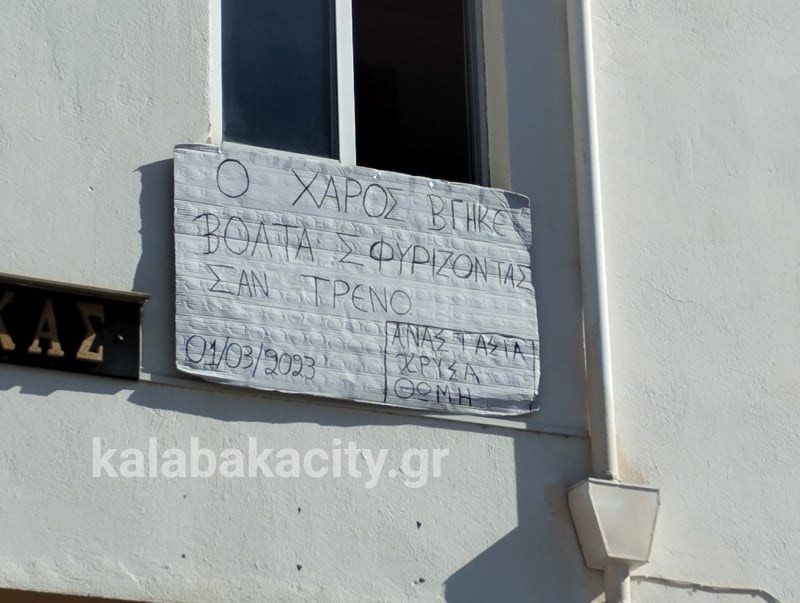 Ο ΧΑΡΟΣ ΒΓΗΚΕ
ΒΟΛΤΑ ΣΦΥΡΙΖΟΝΤΑΣ
ΣΑΝ ΤΡΕΝΟ
01/03/2023
ΑΝΑΣΤΑΣΙΑ
ΧΡΥΣΑ
ΘΩΜΗ
ΚΑΣ
kalabakacity.gr